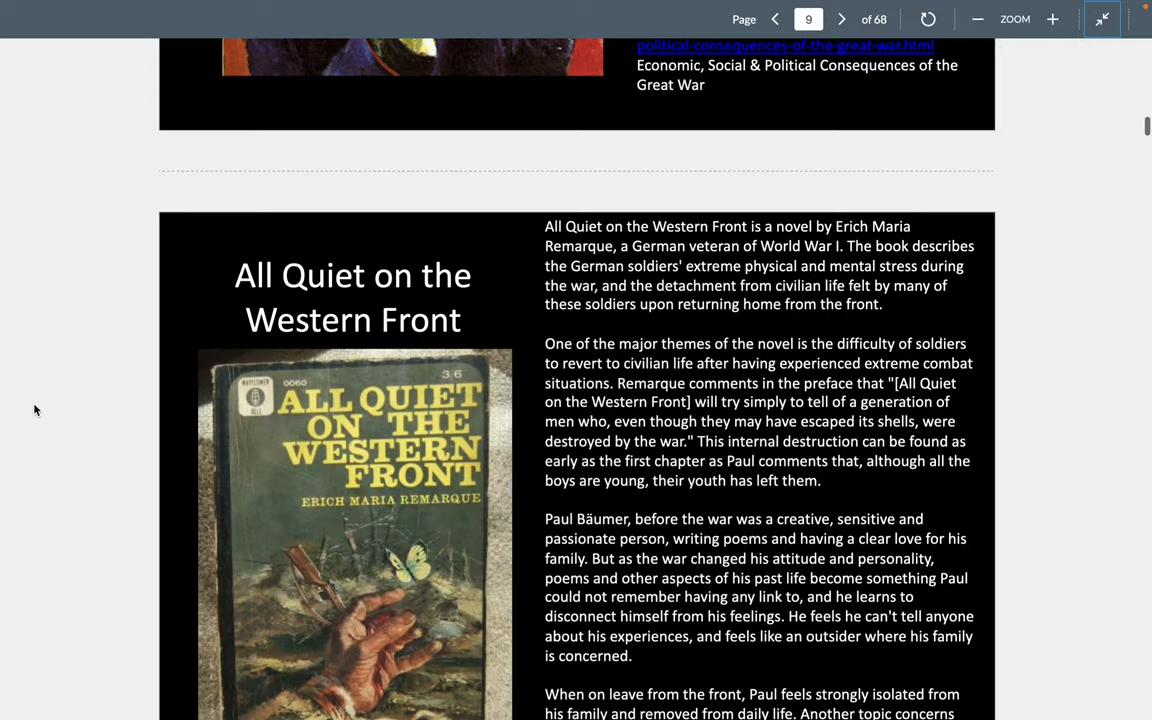 Page
9
of 68
ZOOM
political-consequences-of-the-great-war.html
Economic, Social & Political Consequences of the
Great War
All Quiet on the
Western Front
MAYFLOWER
DELL
0060
3/6
ALL QUIET
ON THE
WESTERN
FRONT
ERICH MARIA REMARQUE
All Quiet on the Western Front is a novel by Erich Maria
Remarque, a German veteran of World War I. The book describes
the German soldiers' extreme physical and mental stress during
the war, and the detachment from civilian life felt by many of
these soldiers upon returning home from the front.
One of the major themes of the novel is the difficulty of soldiers
to revert to civilian life after having experienced extreme combat
situations. Remarque comments in the preface that "[All Quiet
on the Western Front] will try simply to tell of a generation of
men who, even though they may have escaped its shells, were
destroyed by the war." This internal destruction can be found as
early as the first chapter as Paul comments that, although all the
boys are young, their youth has left them.
Paul Bäumer, before the war was a creative, sensitive and
passionate person, writing poems and having a clear love for his
family. But as the war changed his attitude and personality,
poems and other aspects of his past life become something Paul
could not remember having any link to, and he learns to
disconnect himself from his feelings. He feels he can't tell anyone
about his experiences, and feels like an outsider where his family
is concerned.
When on leave from the front, Paul feels strongly isolated from
his family and removed from daily life. Another topic concerns